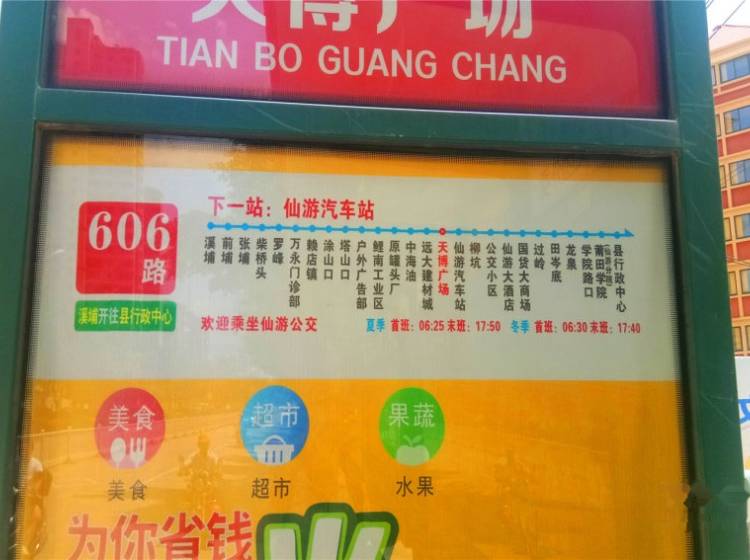 天博广场
TIAN BO GUANG CHANG
606
路
溪埔开往县行政中心
下一站：仙游汽车站
溪埔
前埔
张埔
柴桥头
罗峰
万永门诊部
赖店镇
涂山口
塔山口
户外广告部
鲤南工业区
原罐头厂
中海油
远大建材城
天博广场
仙游汽车站
柳坑
公交小区
仙游大酒店
国货大商场
过岭
田岑底
龙泉
学院路口
莆田学院
(仙游分校)
县行政中心
欢迎乘坐仙游公交
夏季 首班：06:25 末班：17:50 冬季 首班：06:30 末班：17:40
美食
超市
果蔬
美食
超市
水果
为你省钱